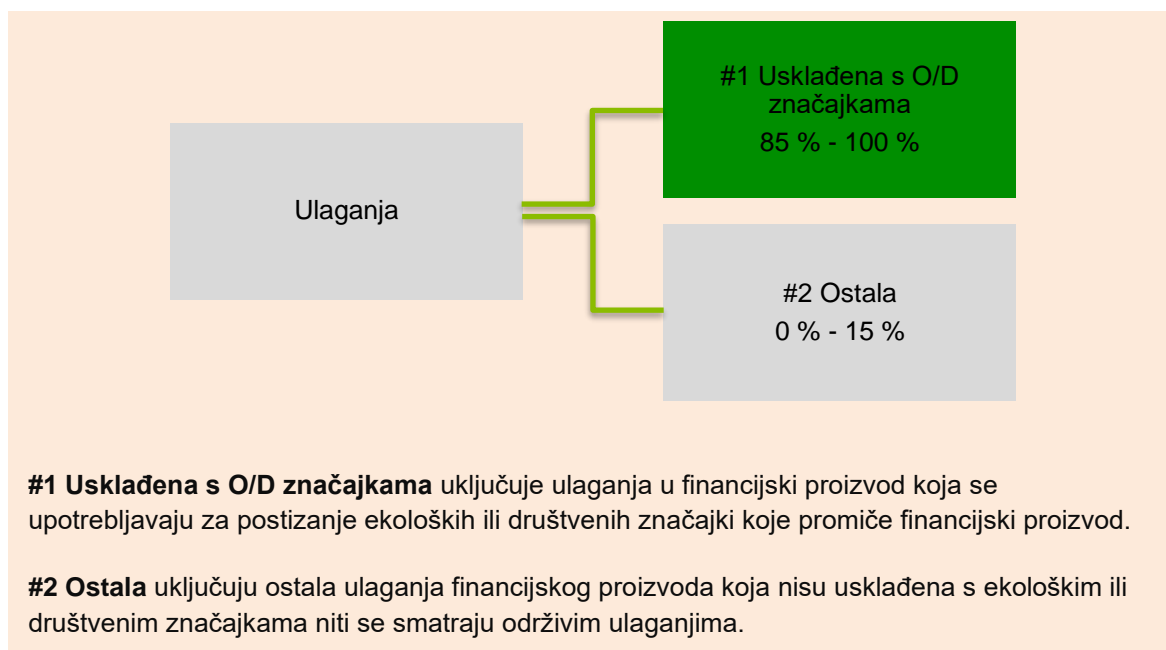 #1 Usklađena s O/D
značajkama
85 % - 100 %
Ulaganja
#2 Ostala
0 % - 15 %
#1 Usklađena s O/D značajkama uključuje ulaganja u financijski proizvod koja se
upotrebljavaju za postizanje ekoloških ili društvenih značajki koje promiče financijski proizvod.
#2 Ostala uključuju ostala ulaganja financijskog proizvoda koja nisu usklađena s ekološkim ili
društvenim značajkama niti se smatraju održivim ulaganjima.